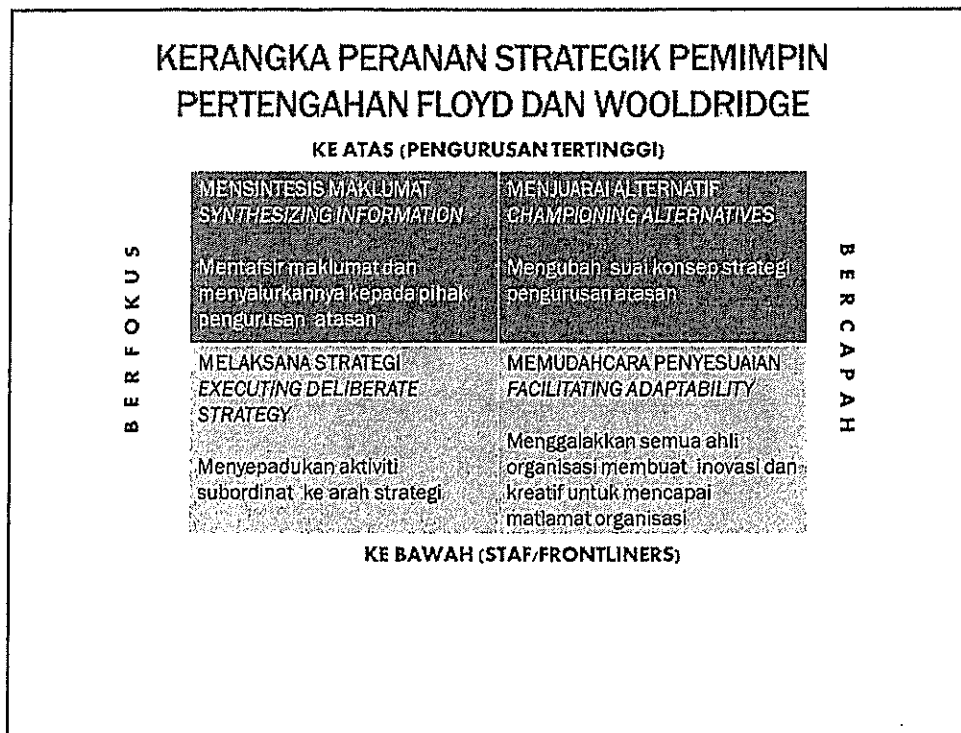 KERANGKA PERANAN STRATEGIK PEMIMPIN
PERTENGAHAN FLOYD DAN WOOLDRIDGE
KE ATAS (PENGURUSAN TERTINGGI)
BERFOKUS
MENSINTESIS MAKLUMAT
SYNTHESIZING INFORMATION
Mentafsir maklumat dan
menyalurkannya kepada pihak
pengurusan atasan
MENJUARAI ALTERNATIF
CHAMPIONING ALTERNATIVES
Mengubah suai konsep strategi
pengurusan atasan
BERCAPAH
MELAKSANA STRATEGI
EXECUTING DELIBERATE
STRATEGY
Menyepadukan aktiviti
subordinat ke arah strategi
MEMUDAHCARA PENYESUAIAN
FACILITATING ADAPTABILITY
Menggalakkan semua ahli
organisasi membuat inovasi dan
kreatif untuk mencapai
matlamat organisasi
KE BAWAH (STAF/FRONTLINERS)